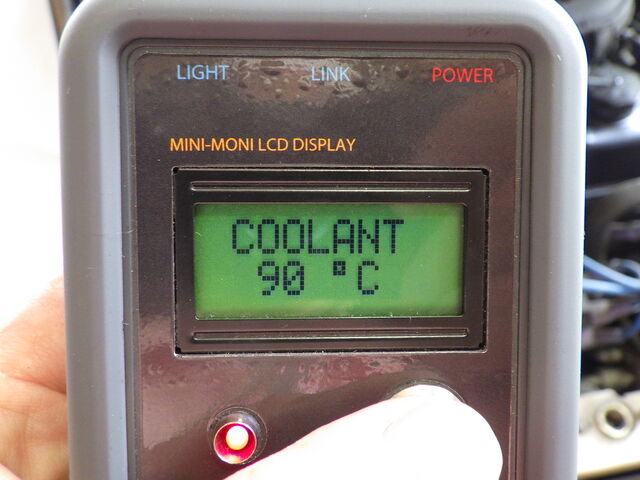 LIGHT LINK POWER
MINI-MONI LCD DISPLAY
COOLANT
90 °C